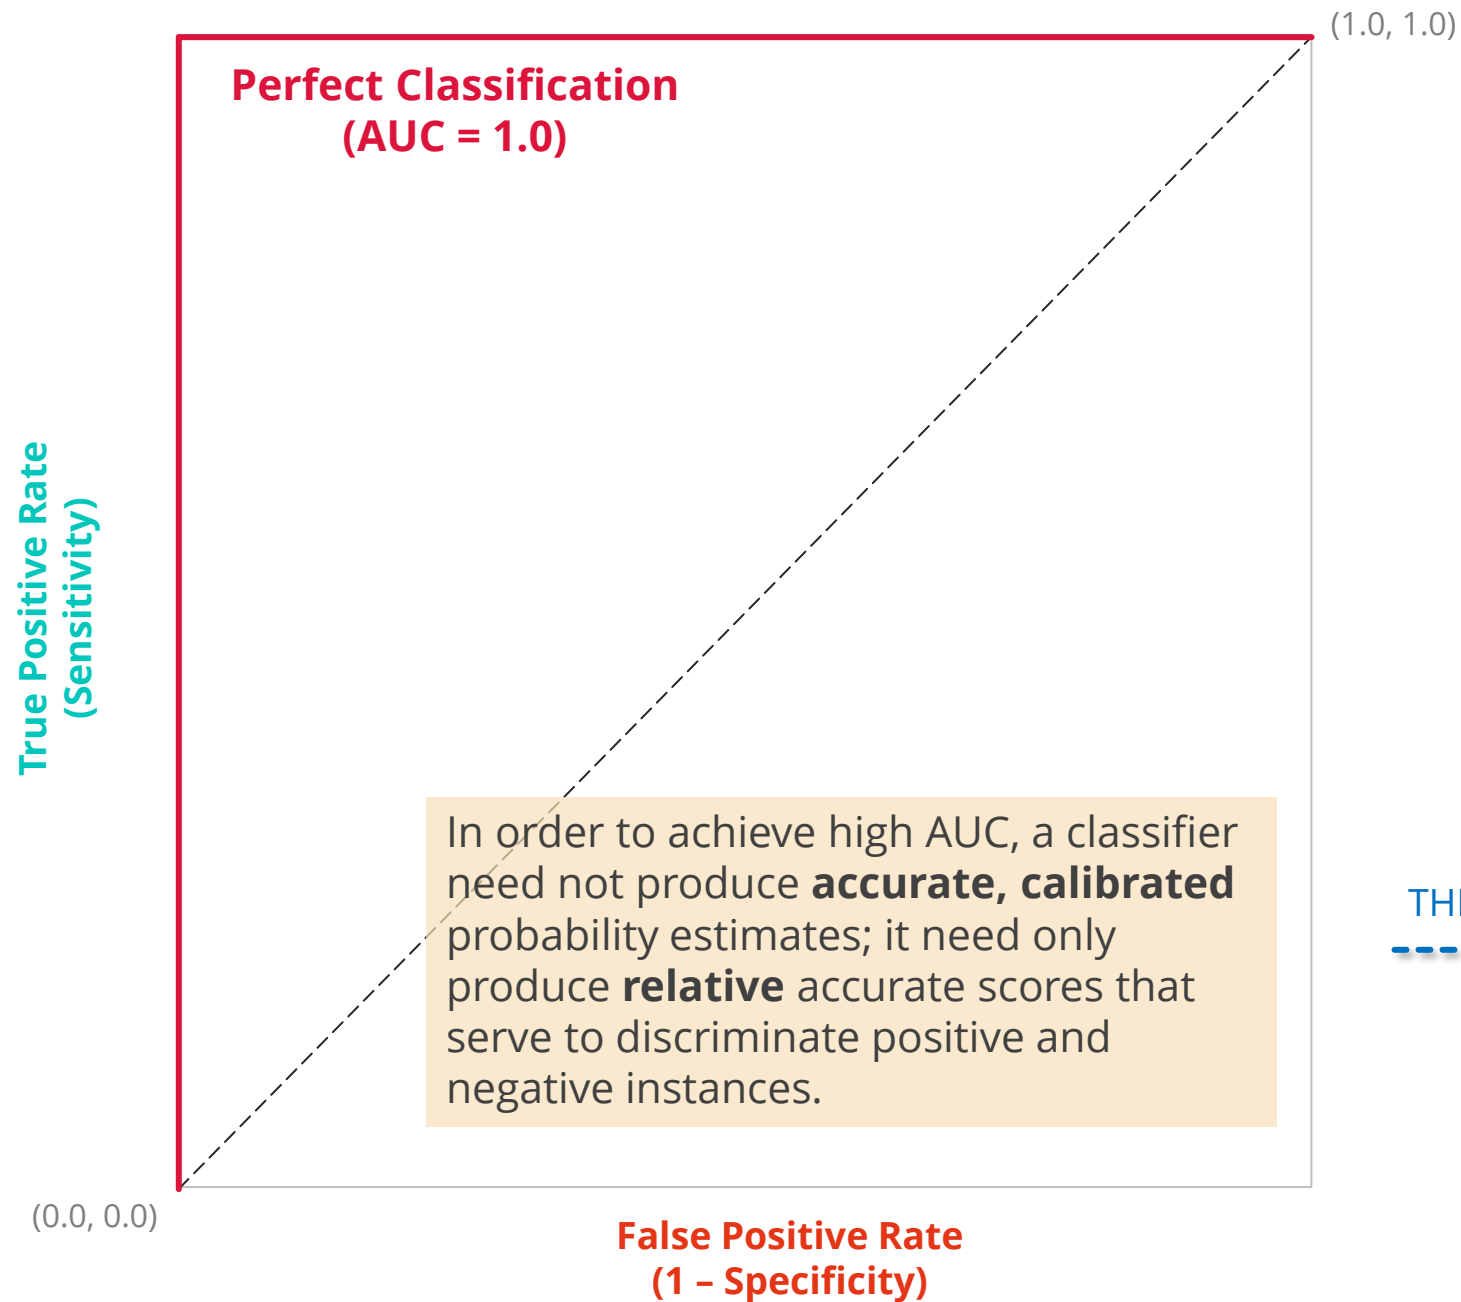 (1.0, 1.0)
Perfect Classification
(AUC = 1.0)
True Positive Rate
(Sensitivity)
In order to achieve high AUC, a classifier
need not produce accurate, calibrated
probability estimates; it need only
produce relative accurate scores that
serve to discriminate positive and
negative instances.
(0.0, 0.0)
False Positive Rate
(1 – Specificity)